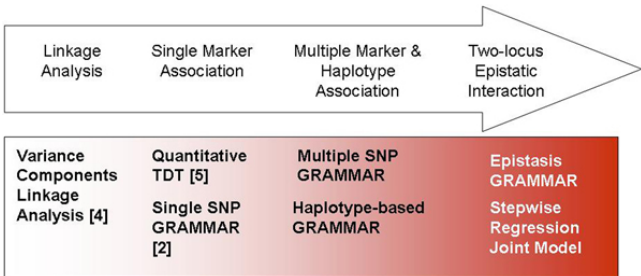 Linkage
Analysis
Single Marker
Association
Multiple Marker &
Haplotype
Association
Two-locus
Epistatic
Interaction
Variance
Components
Linkage
Analysis [4]
Quantitative
TDT [5]
Single SNP
GRAMMAR
[2]
Multiple SNP
GRAMMAR
Haplotype-based
GRAMMAR
Epistasis
GRAMMAR
Stepwise
Regression
Joint Model